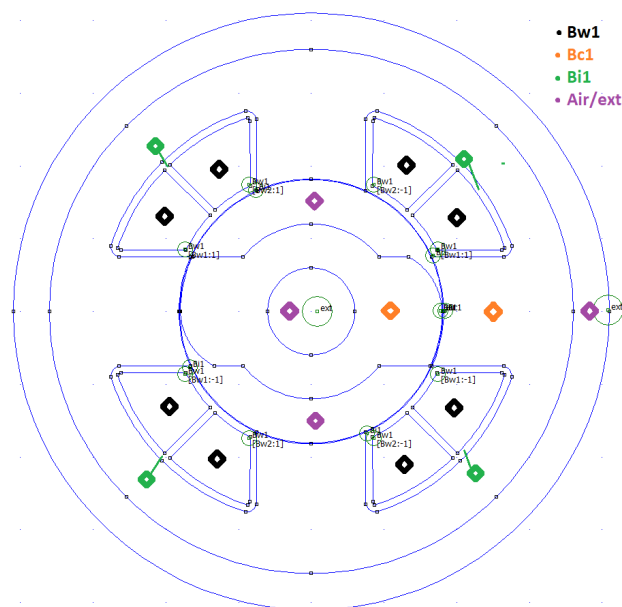 • Bw1
• Bc1
• Bi1
• Air/ext
Bw1
[Bw2:1]
Bw1
[Bw2:-1]
Bw1
[Bw1:1]
Bw1
[Bw1:1]
ext
ext
Bi1
Bw1
[Bw1:-1]
Bw1
[Bw1:-1]
Bw1
[Bw2:1]
Bw1
[Bw2:-1]